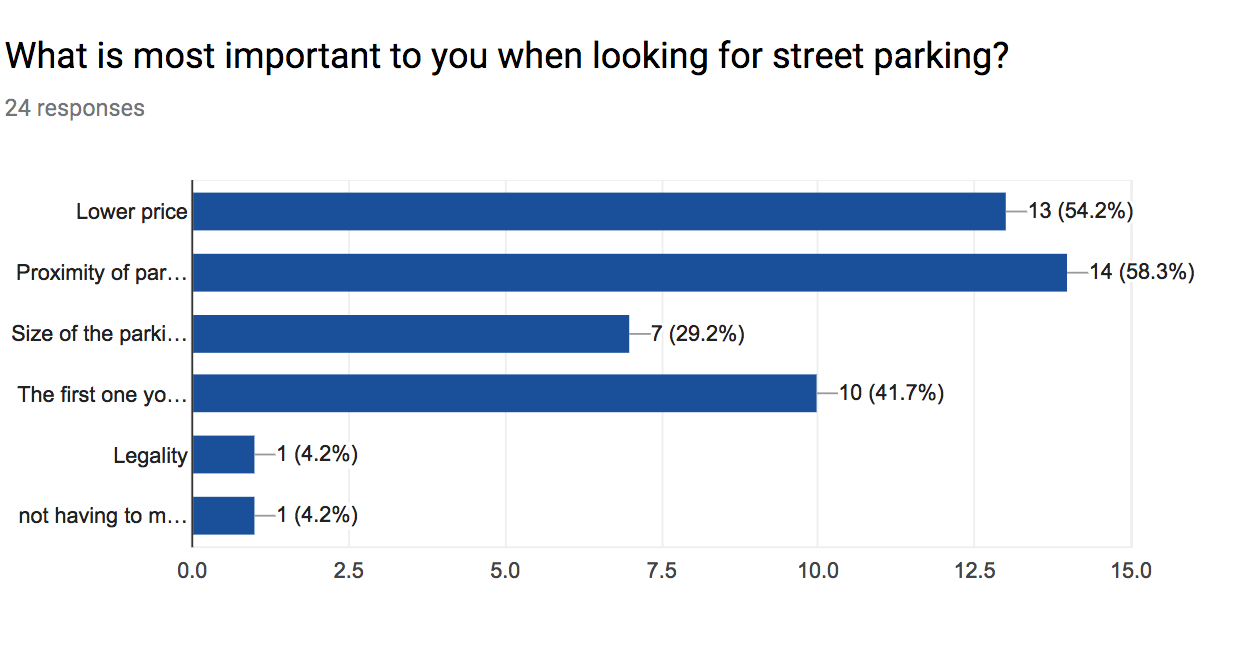 What is most important to you when looking for street parking?
24 responses
Lower price 13 (54.2%)
Proximity of par... 14 (58.3%)
Size of the parki... 7 (29.2%)
The first one yo... 10 (41.7%)
Legality 1 (4.2%)
not having to m... 1 (4.2%)
0.0 2.5 5.0 7.5 10.0 12.5 15.0